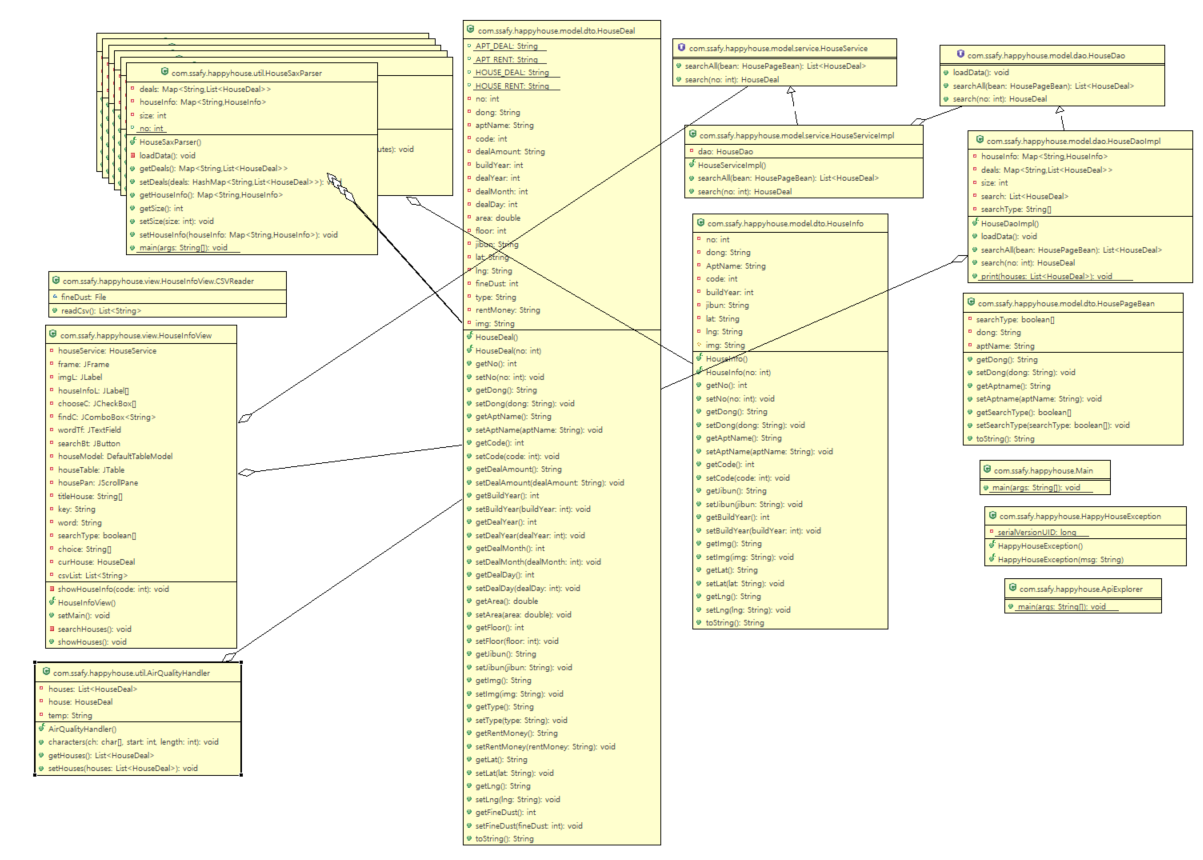 com.ssafy.happyhouse.util.HouseSaxParser
deals: Map<String,List<HouseDeal>>
houseInfo: Map<String,HouseInfo>
size: int
no: int
HouseSaxParser()
loadData(): void
getDeals(): Map<String,List<HouseDeal>>
setDeals(deals: HashMap<String,List<HouseDeal>>): void
getHouseInfo(): Map<String,HouseInfo>
getSize(): int
setSize(size: int): void
setHouseInfo(houseInfo: Map<String,HouseInfo>): void
main(args: String[]): void
utes): void
com.ssafy.happyhouse.view.HouseInfoView.CSVReader
fineDust: File
readCsv(): List<String>
com.ssafy.happyhouse.view.HouseInfoView
houseService: HouseService
frame: JFrame
imgL: JLabel
houseInfoL: JLabel[]
chooseC: JCheckBox[]
findC: JComboBox<String>
wordTf: JTextField
searchBt: JButton
houseModel: DefaultTableModel
houseTable: JTable
housePan: JScrollPane
titleHouse: String[]
key: String
word: String
searchType: boolean[]
choice: String[]
curHouse: HouseDeal
csvList: List<String>
showHouseInfo(code: int): void
HouseInfoView()
setMain(): void
searchHouses(): void
showHouses(): void
com.ssafy.happyhouse.util.AirQualityHandler
houses: List<HouseDeal>
house: HouseDeal
temp: String
AirQualityHandler()
characters(ch: char[], start: int, length: int): void
getHouses(): List<HouseDeal>
setHouses(houses: List<HouseDeal>): void
com.ssafy.happyhouse.model.dto.HouseDeal
APT_DEAL: String
APT_RENT: String
HOUSE_DEAL: String
HOUSE_RENT: String
no: int
dong: String
aptName: String
code: int
dealAmount: String
buildYear: int
dealYear: int
dealMonth: int
dealDay: int
area: double
floor: int
jibun: String
lat: String
lng: String
fineDust: int
type: String
rentMoney: String
img: String
HouseDeal()
HouseDeal(no: int)
getNo(): int
setNo(no: int): void
getDong(): String
setDong(dong: String): void
getAptName(): String
setAptName(aptName: String): void
getCode(): int
setCode(code: int): void
getDealAmount(): String
setDealAmount(dealAmount: String): void
getBuildYear(): int
setBuildYear(buildYear: int): void
getDealYear(): int
setDealYear(dealYear: int): void
getDealMonth(): int
setDealMonth(dealMonth: int): void
getDealDay(): int
setDealDay(dealDay: int): void
getArea(): double
setArea(area: double): void
getFloor(): int
setFloor(floor: int): void
getJibun(): String
setJibun(jibun: String): void
getImg(): String
setImg(img: String): void
getType(): String
setType(type: String): void
getRentMoney(): String
setRentMoney(rentMoney: String): void
getLat(): String
setLat(lat: String): void
getLng(): String
setLng(lng: String): void
getFineDust(): int
setFineDust(fineDust: int): void
toString(): String
com.ssafy.happyhouse.model.service.HouseService
searchAll(bean: HousePageBean): List<HouseDeal>
search(no: int): HouseDeal
com.ssafy.happyhouse.model.service.HouseServiceImpl
dao: HouseDao
HouseServiceImpl()
searchAll(bean: HousePageBean): List<HouseDeal>
search(no: int): HouseDeal
com.ssafy.happyhouse.model.dto.HouseInfo
no: int
dong: String
AptName: String
code: int
buildYear: int
jibun: String
lat: String
lng: String
img: String
HouseInfo()
HouseInfo(no: int)
getNo(): int
setNo(no: int): void
getDong(): String
setDong(dong: String): void
getAptName(): String
setAptName(aptName: String): void
getCode(): int
setCode(code: int): void
getJibun(): String
setJibun(jibun: String): void
getBuildYear(): int
setBuildYear(buildYear: int): void
getImg(): String
setImg(img: String): void
getLat(): String
setLat(lat: String): void
getLng(): String
setLng(lng: String): void
toString(): String
com.ssafy.happyhouse.model.dao.HouseDao
loadData(): void
searchAll(bean: HousePageBean): List<HouseDeal>
search(no: int): HouseDeal
com.ssafy.happyhouse.model.dao.HouseDaoImpl
houseInfo: Map<String,HouseInfo>
deals: Map<String,List<HouseDeal>>
size: int
search: List<HouseDeal>
searchType: String[]
HouseDaoImpl()
loadData(): void
searchAll(bean: HousePageBean): List<HouseDeal>
search(no: int): HouseDeal
print(houses: List<HouseDeal>): void
com.ssafy.happyhouse.model.dto.HousePageBean
searchType: boolean[]
dong: String
aptName: String
getDong(): String
setDong(dong: String): void
getAptname(): String
setAptname(aptName: String): void
getSearchType(): boolean[]
setSearchType(searchType: boolean[]): void
toString(): String
com.ssafy.happyhouse.Main
main(args: String[]): void
com.ssafy.happyhouse.HappyHouseException
serialVersionUID: long
HappyHouseException()
HappyHouseException(msg: String)
com.ssafy.happyhouse.ApiExplorer
main(args: String[]): void